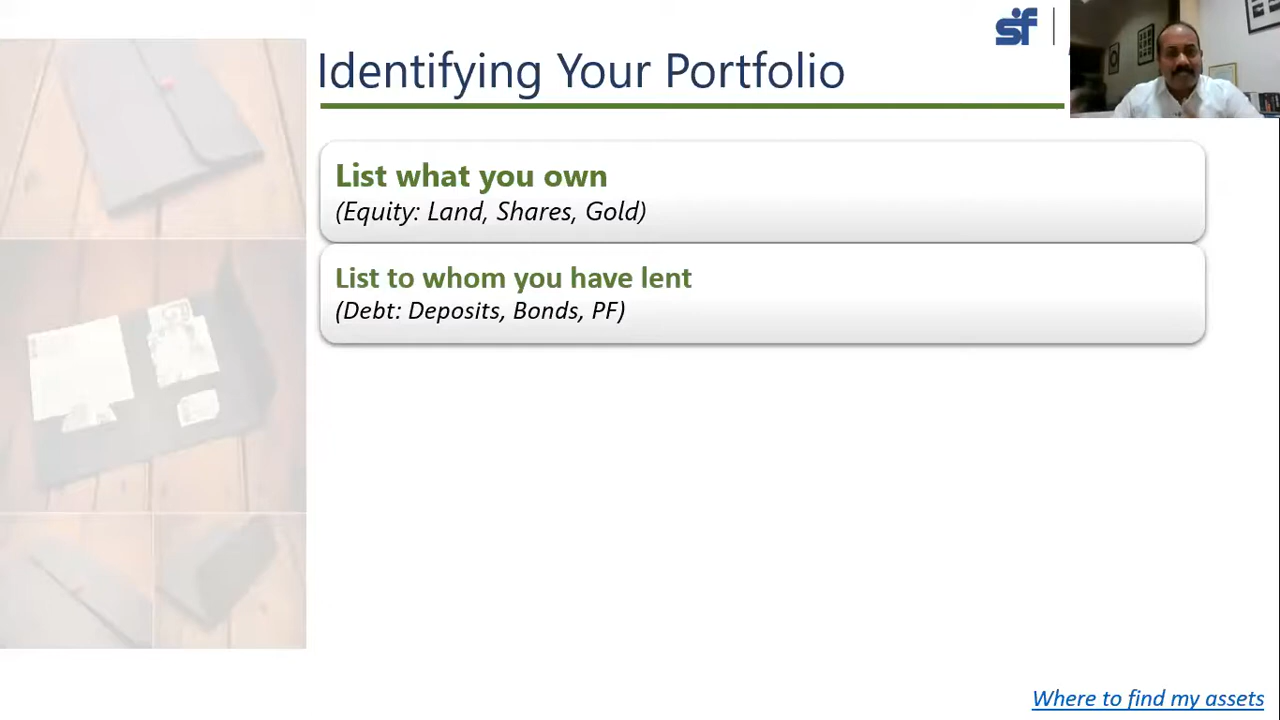 sf
Identifying Your Portfolio
List what you own
(Equity: Land, Shares, Gold)
List to whom you have lent
(Debt: Deposits, Bonds, PF)
Where to find my assets